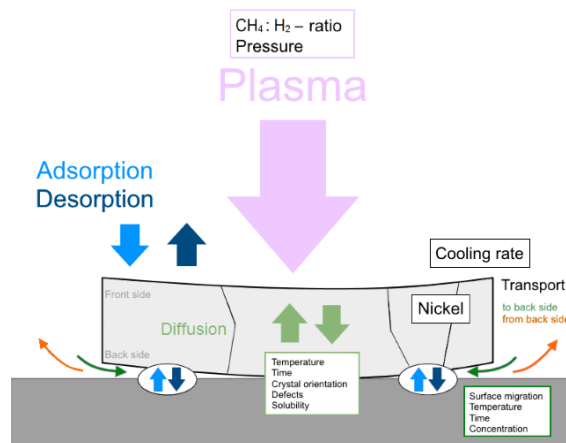 CH₄ : H₂ – ratio
Pressure
Plasma
Adsorption
Desorption
Cooling rate
Front side
Transport
Nickel
to back side
from back side
Diffusion
Back side
Temperature
Time
Crystal orientation
Defects
Solubility
Surface migration
Temperature
Time
Concentration